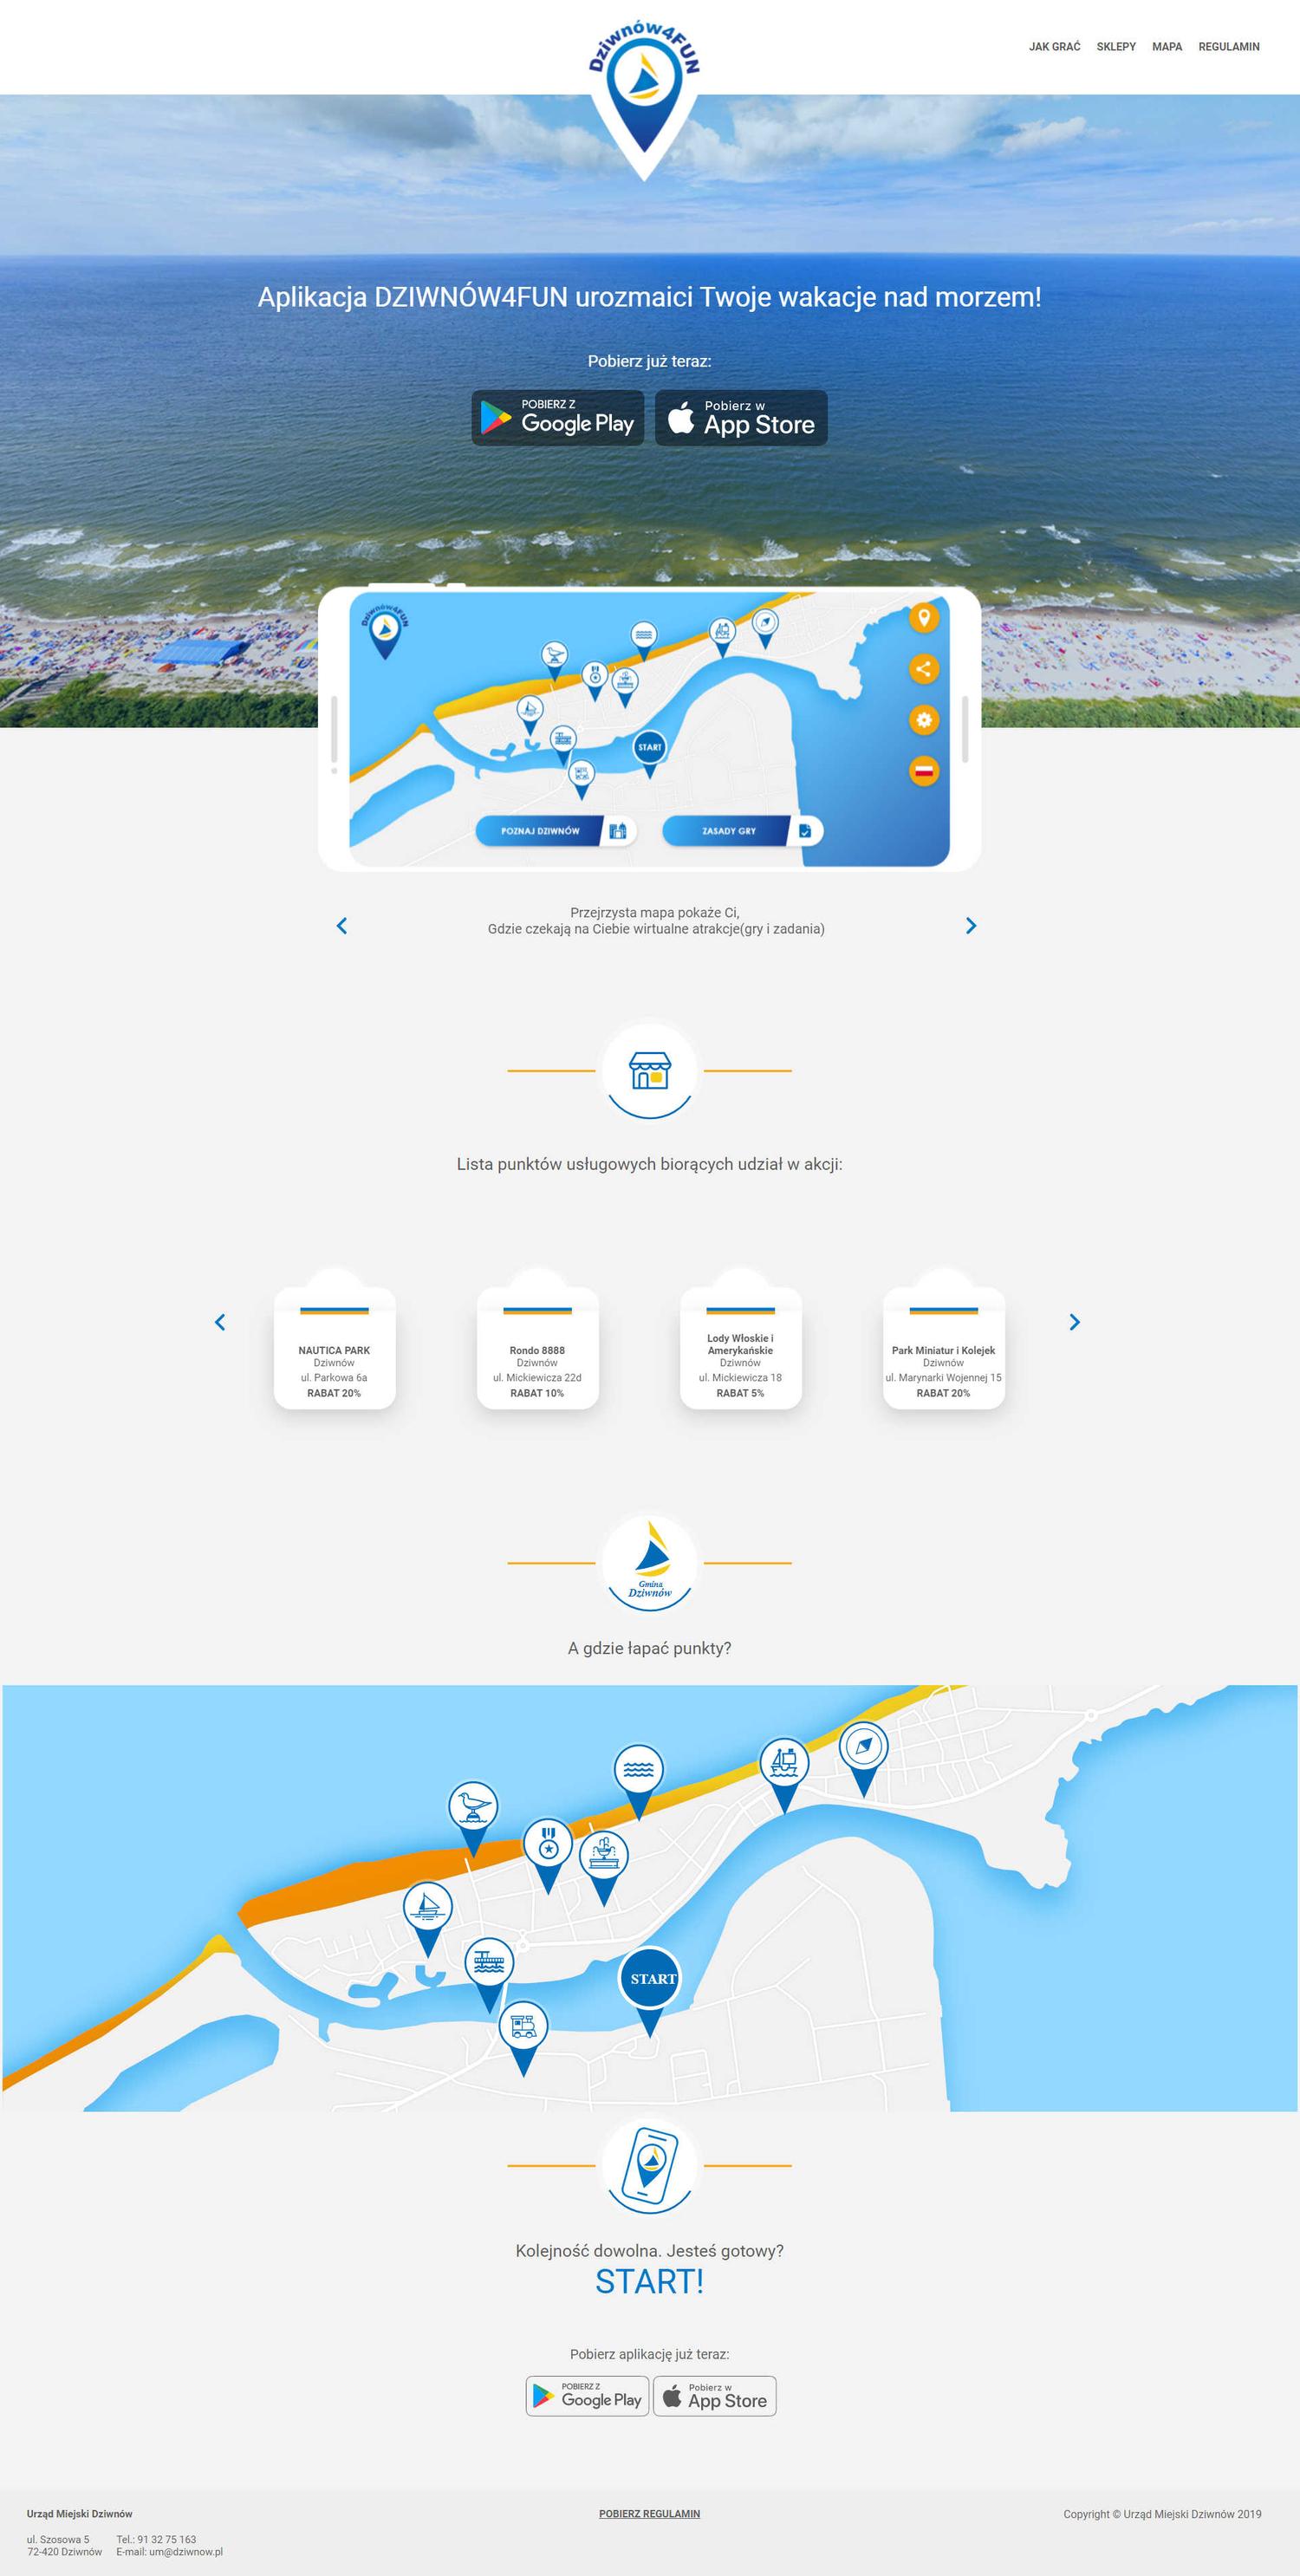 Dziwnów4FUN
JAK GRAĆ SKLEPY MAPA REGULAMIN
Aplikacja DZIWNÓW4FUN urozmaici Twoje wakacje nad morzem!
Pobierz już teraz:
POBIERZ Z
Google Play
Pobierz w
App Store
Dziwnów4FUN
START
POZNAJ DZIWNÓW
ZASADY GRY
Przejrzysta mapa pokaże Ci,
Gdzie czekają na Ciebie wirtualne atrakcje(gry i zadania)
Lista punktów usługowych biorących udział w akcji:
NAUTICA PARK
Dziwnów
ul. Parkowa 6a
RABAT 20%
Rondo 8888
Dziwnów
ul. Mickiewicza 22d
RABAT 10%
Lody Włoskie i
Amerykańskie
Dziwnów
ul. Mickiewicza 18
RABAT 5%
Park Miniatur i Kolejek
Dziwnów
ul. Marynarki Wojennej 15
RABAT 20%
Gmina
Dziwnów
A gdzie łapać punkty?
START
Kolejność dowolna. Jesteś gotowy?
START!
Pobierz aplikację już teraz:
POBIERZ Z
Google Play
Pobierz w
App Store
Urząd Miejski Dziwnów
ul. Szosowa 5
72-420 Dziwnów
Tel.: 91 32 75 163
E-mail: um@dziwnow.pl
POBIERZ REGULAMIN
Copyright © Urząd Miejski Dziwnów 2019